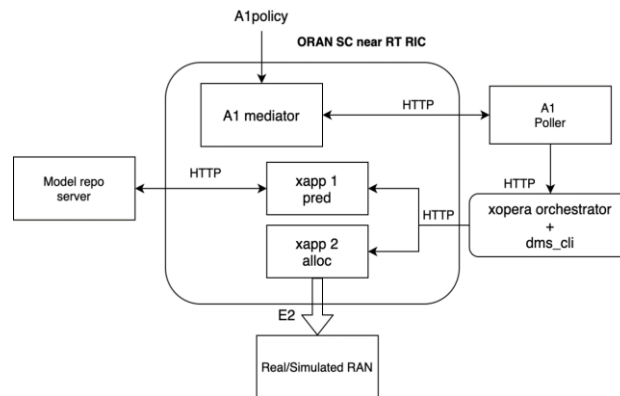 A1policy
ORAN SC near RT RIC
A1 mediator
HTTP
A1
Poller
Model repo
server
HTTP
xapp 1
pred
HTTP
HTTP
xopera orchestrator
+
dms_cli
xapp 2
alloc
E2
Real/Simulated RAN